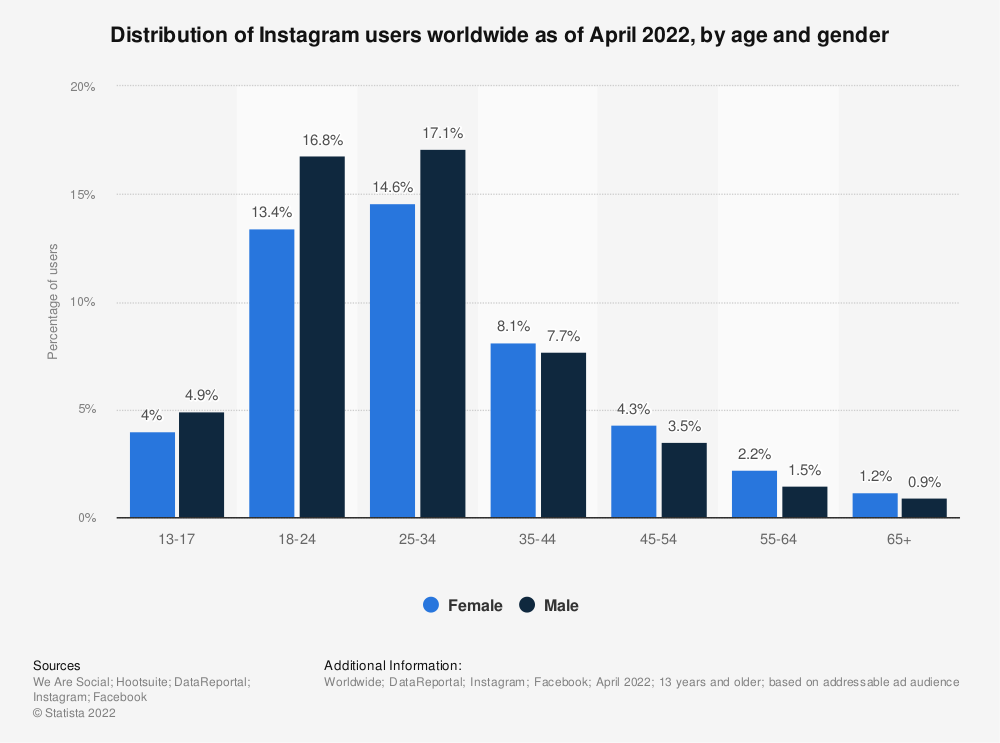 Distribution of Instagram users worldwide as of April 2022, by age and gender
20%
15%
10%
5%
0%
Percentage of users
4%
4.9%
13.4%
16.8%
14.6%
17.1%
8.1%
7.7%
4.3%
3.5%
2.2%
1.5%
1.2%
0.9%
13-17
18-24
25-34
35-44
45-54
55-64
65+
Female
Male
Sources
We Are Social; Hootsuite; DataReportal;
Instagram; Facebook
© Statista 2022
Additional Information:
Worldwide; DataReportal; Instagram; Facebook; April 2022; 13 years and older; based on addressable ad audience